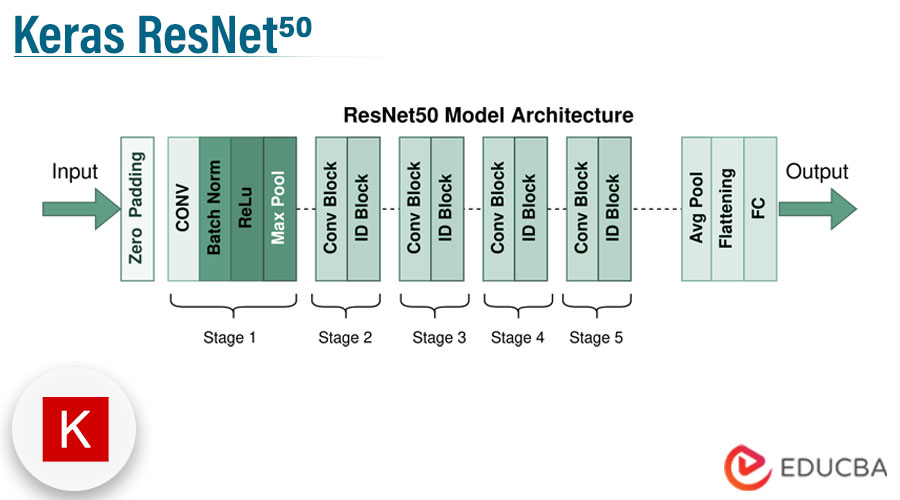 Keras ResNet⁵⁰
ResNet50 Model Architecture
Input
Zero Padding
CONV
Batch Norm
ReLu
Max Pool
Conv Block
ID Block
Conv Block
ID Block
Conv Block
ID Block
Conv Block
ID Block
Avg Pool
Flattening
FC
Output
Stage 1
Stage 2
Stage 3
Stage 4
Stage 5
K
EDUCBA